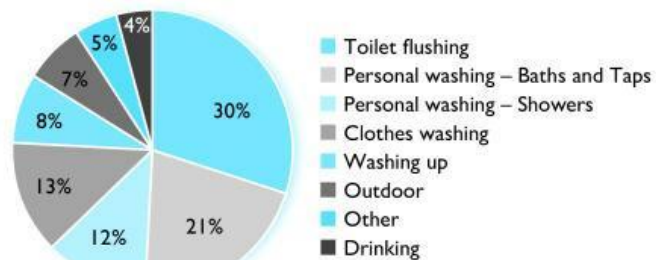 4%
5%
7%
8%
13%
12%
21%
30%
Toilet flushing
Personal washing – Baths and Taps
Personal washing – Showers
Clothes washing
Washing up
Outdoor
Other
Drinking